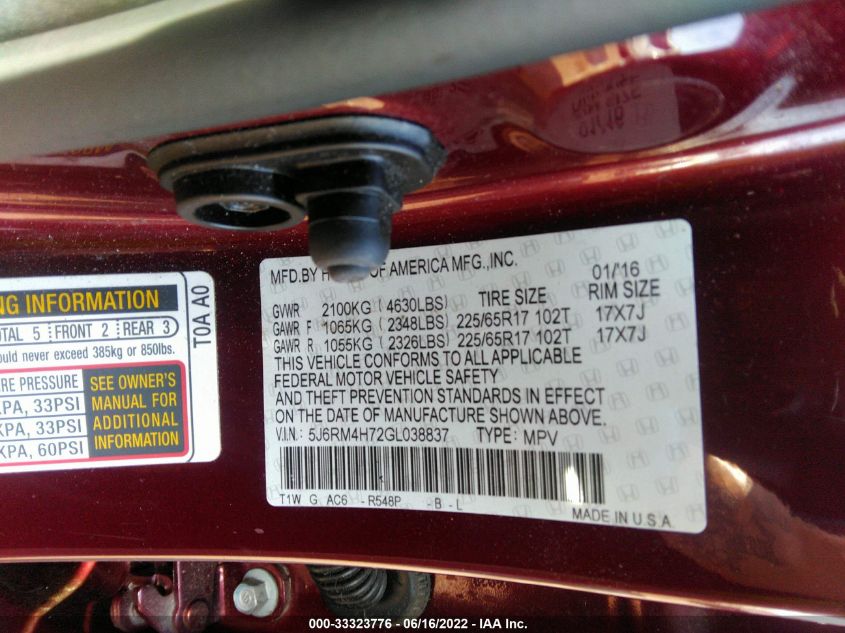 MFD.BY H OF AMERICA MFG.,INC. 01/16
GVWR 2100KG (4630LBS) TIRE SIZE RIM SIZE
GAWR F 1065KG (2348LBS) 225/65R17 102T 17X7J
GAWR R 1055KG (2326LBS) 225/65R17 102T 17X7J
THIS VEHICLE CONFORMS TO ALL APPLICABLE
FEDERAL MOTOR VEHICLE SAFETY
AND THEFT PREVENTION STANDARDS IN EFFECT
ON THE DATE OF MANUFACTURE SHOWN ABOVE.
V.I.N.: 5J6RM4H72GL038837 TYPE: MPV
T1W G AC6 - R548P - B - L
MADE IN U.S.A.
NG INFORMATION
TOTAL 5 FRONT 2 REAR 3
ould never exceed 385kg or 850lbs.
T0A A0
RE PRESSURE
KPA, 33PSI
KPA, 33PSI
KPA, 60PSI
SEE OWNER'S
MANUAL FOR
ADDITIONAL
INFORMATION
000-33323776 - 06/16/2022 - IAA Inc.